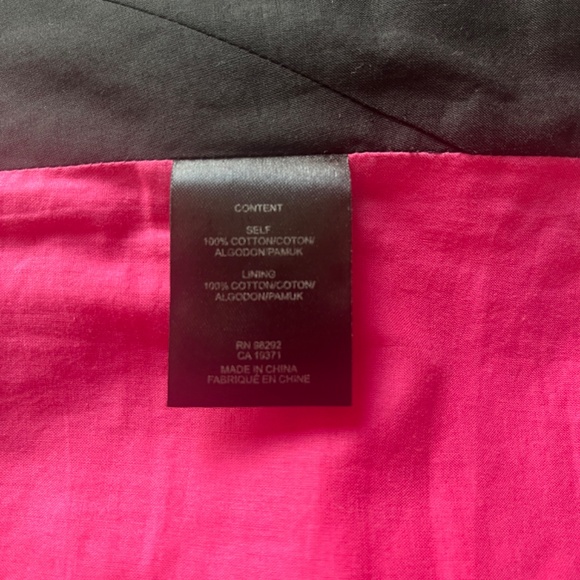 CONTENT
SELF
100% COTTON/COTON/
ALGODON/PAMUK
LINING
100% COTTON/COTON/
ALGODON/PAMUK
RN 98292
CA 19371
MADE IN CHINA
FABRIQUÉ EN CHINE